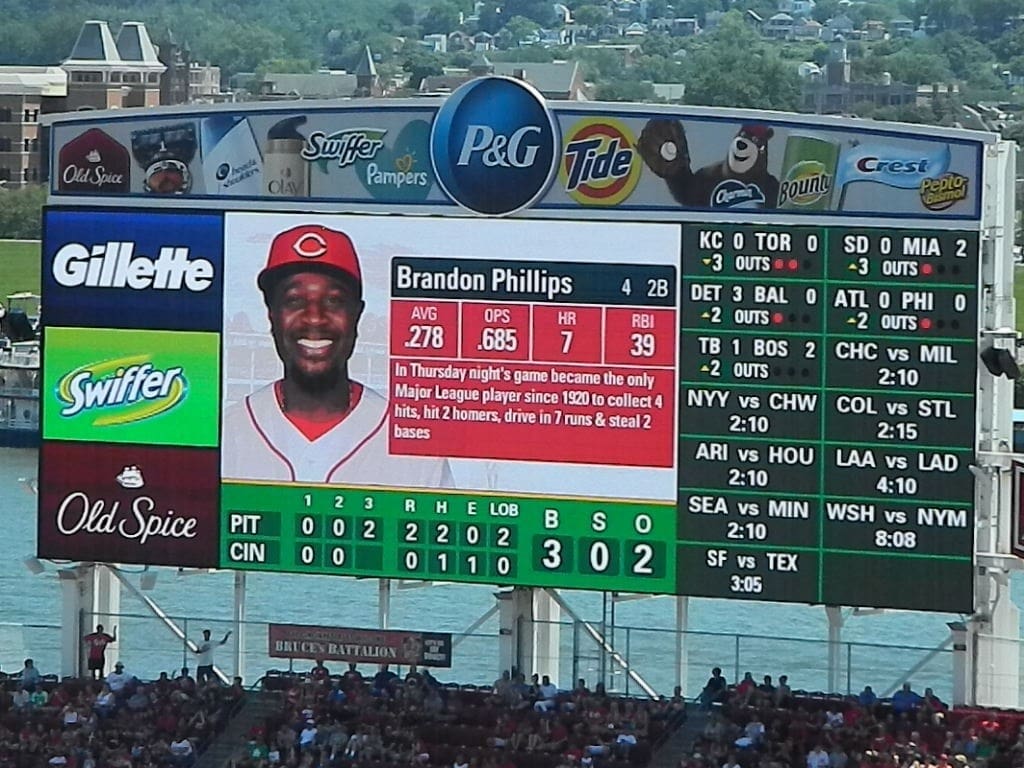 Old Spice
head & shoulders
OLAY
Swiffer
Pampers
P&G
Tide
Charmin
Bounty
Crest
Pepto-Bismol
Gillette
Swiffer
Old Spice
C
Brandon Phillips 4 2B
AVG OPS HR RBI
.278 .685 7 39
In Thursday night's game became the only
Major League player since 1920 to collect 4
hits, hit 2 homers, drive in 7 runs & steal 2
bases
1 2 3 R H E LOB B S O
PIT 0 0 2 2 2 0 2
CIN 0 0 0 1 1 0
3 0 2
KC 0 TOR 0
3 OUTS
SD 0 MIA 2
3 OUTS
DET 3 BAL 0
2 OUTS
ATL 0 PHI 0
2 OUTS
TB 1 BOS 2
2 OUTS
CHC vs MIL
2:10
NYY vs CHW
2:10
COL vs STL
2:15
ARI vs HOU
2:10
LAA vs LAD
4:10
SEA vs MIN
2:10
WSH vs NYM
8:08
SF vs TEX
3:05
BRUCE'S BATTALION